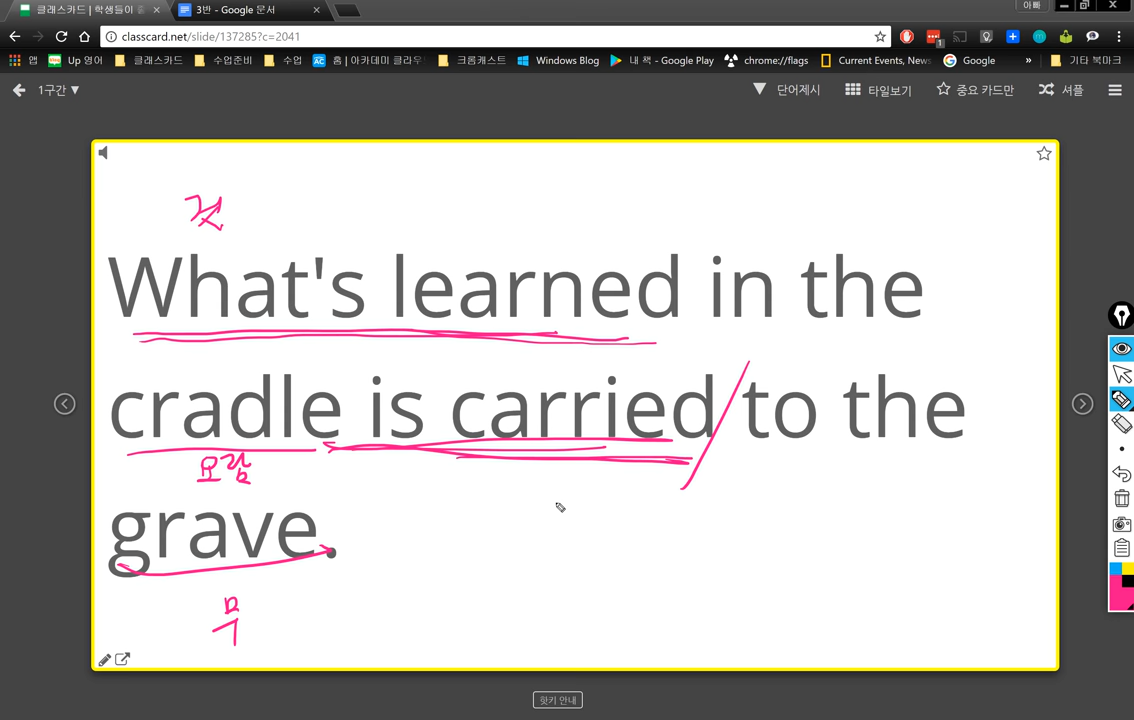 클래스카드 | 학생들이 좋
3반 - Google 문서
아빠
classcard.net/slide/137285?c=2041
1
앱
Up 영어
클래스카드
수업준비
수업
AC
홈 | 아카데미 클라우
크롬캐스트
Windows Blog
내 책 - Google Play
chrome://flags
Current Events, News
Google
»
기타 북마크
1구간 ▼
단어제시
타일보기
중요 카드만
셔플
것
What's learned in the
cradle is carried to the
요람
grave.
핫키 안내